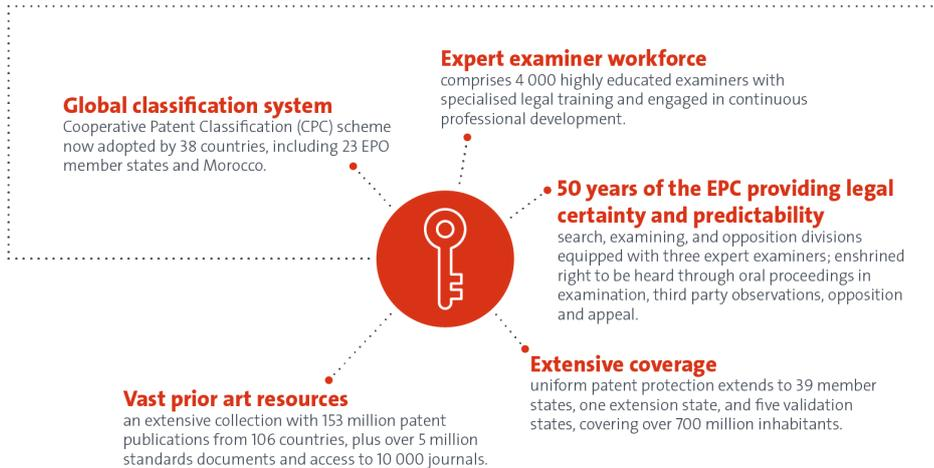 Expert examiner workforce
comprises 4 000 highly educated examiners with
specialised legal training and engaged in continuous
professional development.
Global classification system
Cooperative Patent Classification (CPC) scheme
now adopted by 38 countries, including 23 EPO
member states and Morocco.
50 years of the EPC providing legal
certainty and predictability
search, examining, and opposition divisions
equipped with three expert examiners; enshrined
right to be heard through oral proceedings in
examination, third party observations, opposition
and appeal.
Extensive coverage
uniform patent protection extends to 39 member
states, one extension state, and five validation
states, covering over 700 million inhabitants.
Vast prior art resources
an extensive collection with 153 million patent
publications from 106 countries, plus over 5 million
standards documents and access to 10 000 journals.